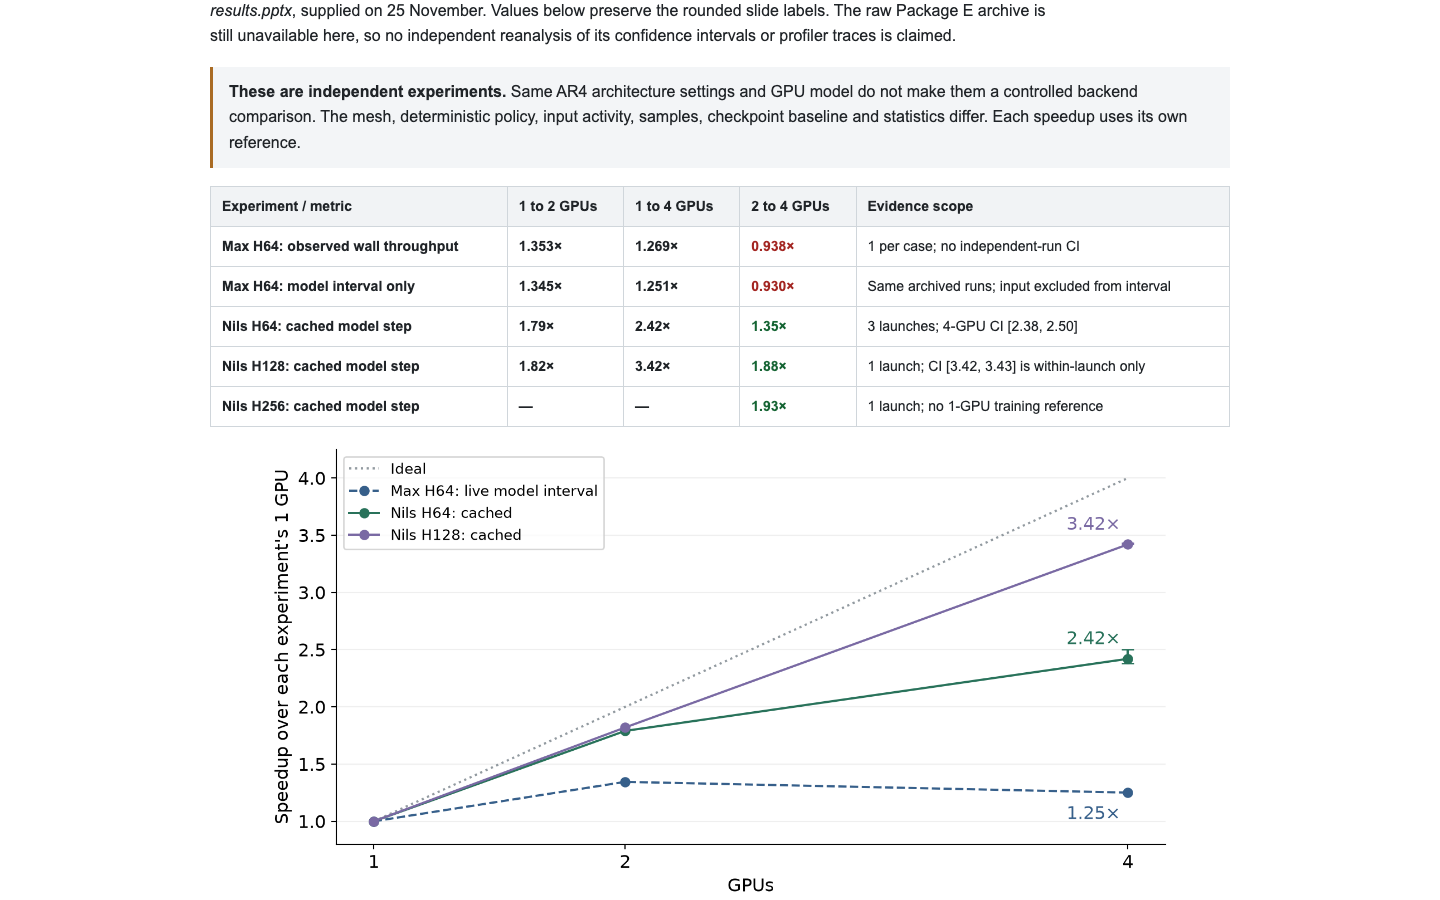 results.pptx, supplied on 25 November. Values below preserve the rounded slide labels. The raw Package E archive is
still unavailable here, so no independent reanalysis of its confidence intervals or profiler traces is claimed.
These are independent experiments. Same AR4 architecture settings and GPU model do not make them a controlled backend
comparison. The mesh, deterministic policy, input activity, samples, checkpoint baseline and statistics differ. Each speedup uses its own
reference.
Experiment / metric 1 to 2 GPUs 1 to 4 GPUs 2 to 4 GPUs Evidence scope
Max H64: observed wall throughput 1.353× 1.269× 0.938× 1 per case; no independent-run CI
Max H64: model interval only 1.345× 1.251× 0.930× Same archived runs; input excluded from interval
Nils H64: cached model step 1.79× 2.42× 1.35× 3 launches; 4-GPU CI [2.38, 2.50]
Nils H128: cached model step 1.82× 3.42× 1.88× 1 launch; CI [3.42, 3.43] is within-launch only
Nils H256: cached model step — — 1.93× 1 launch; no 1-GPU training reference
Speedup over each experiment's 1 GPU
4.0
3.5
3.0
2.5
2.0
1.5
1.0
Ideal
Max H64: live model interval
Nils H64: cached
Nils H128: cached
3.42×
2.42×
1.25×
1 2 4
GPUs